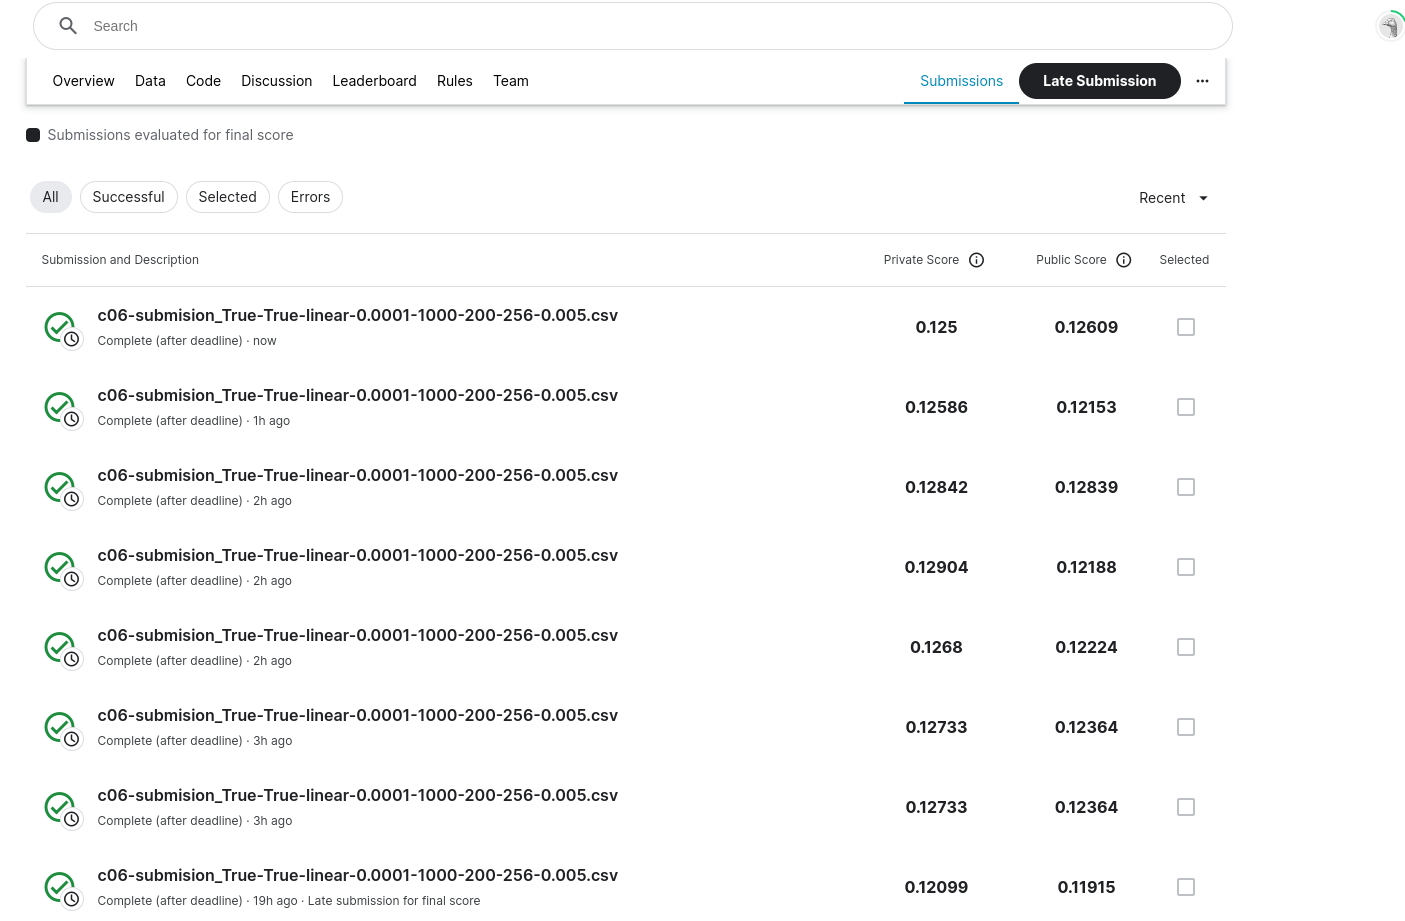 Search
Overview Data Code Discussion Leaderboard Rules Team Submissions Late Submission ...
Submissions evaluated for final score
All Successful Selected Errors Recent
Submission and Description Private Score Public Score Selected
c06-submision_True-True-linear-0.0001-1000-200-256-0.005.csv 0.125 0.12609
Complete (after deadline) · now
c06-submision_True-True-linear-0.0001-1000-200-256-0.005.csv 0.12586 0.12153
Complete (after deadline) · 1h ago
c06-submision_True-True-linear-0.0001-1000-200-256-0.005.csv 0.12842 0.12839
Complete (after deadline) · 2h ago
c06-submision_True-True-linear-0.0001-1000-200-256-0.005.csv 0.12904 0.12188
Complete (after deadline) · 2h ago
c06-submision_True-True-linear-0.0001-1000-200-256-0.005.csv 0.1268 0.12224
Complete (after deadline) · 2h ago
c06-submision_True-True-linear-0.0001-1000-200-256-0.005.csv 0.12733 0.12364
Complete (after deadline) · 3h ago
c06-submision_True-True-linear-0.0001-1000-200-256-0.005.csv 0.12733 0.12364
Complete (after deadline) · 3h ago
c06-submision_True-True-linear-0.0001-1000-200-256-0.005.csv 0.12099 0.11915
Complete (after deadline) · 19h ago · Late submission for final score